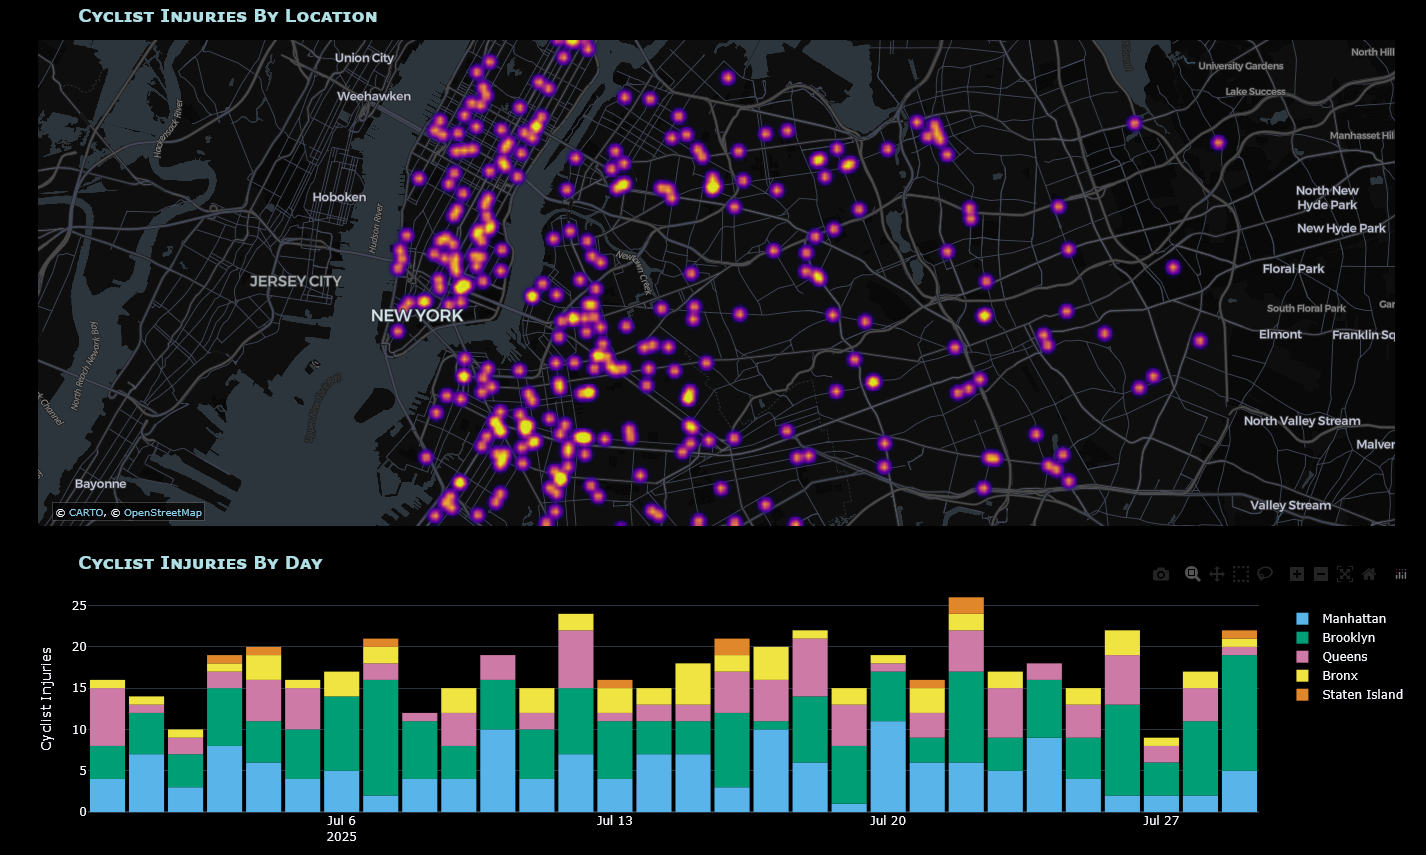 Cyclist Injuries By Location
Union City
North Hill
University Gardens
Lake Success
Weehawken
Hackensack River
Manhasset Hil
Hoboken
North New
Hyde Park
Hudson River
New Hyde Park
Newtown Creek
JERSEY CITY
Floral Park
NEW YORK
South Floral Park
Gar
Elmont
Franklin Sq
North Reach Newark Bay
k Channel
North Valley Stream
Malver
Bayonne
Valley Stream
© CARTO, © OpenStreetMap
Cyclist Injuries By Day
Cyclist Injuries
25
20
15
10
5
0
Jul 6
2025
Jul 13
Jul 20
Jul 27
Manhattan
Brooklyn
Queens
Bronx
Staten Island